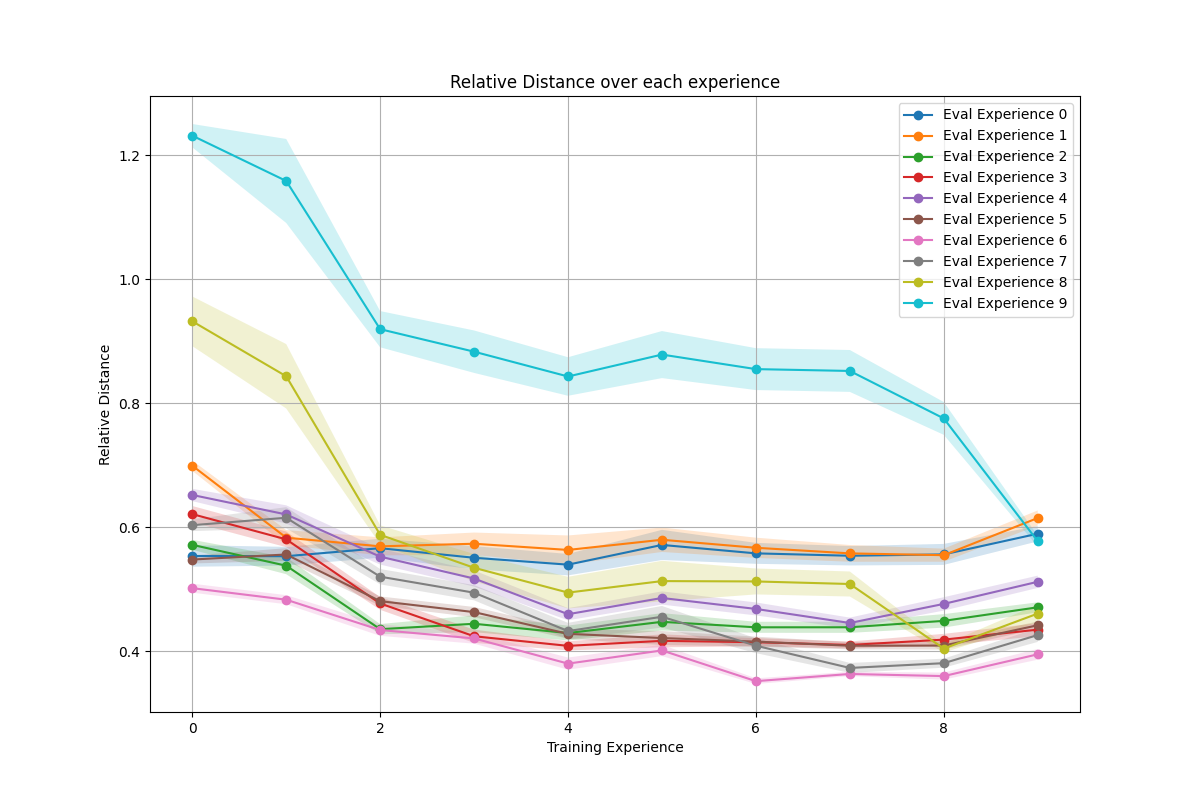 Relative Distance over each experience
Eval Experience 0
Eval Experience 1
Eval Experience 2
Eval Experience 3
Eval Experience 4
Eval Experience 5
Eval Experience 6
Eval Experience 7
Eval Experience 8
Eval Experience 9
1.2
1.0
0.8
0.6
0.4
Relative Distance
0 2 4 6 8
Training Experience